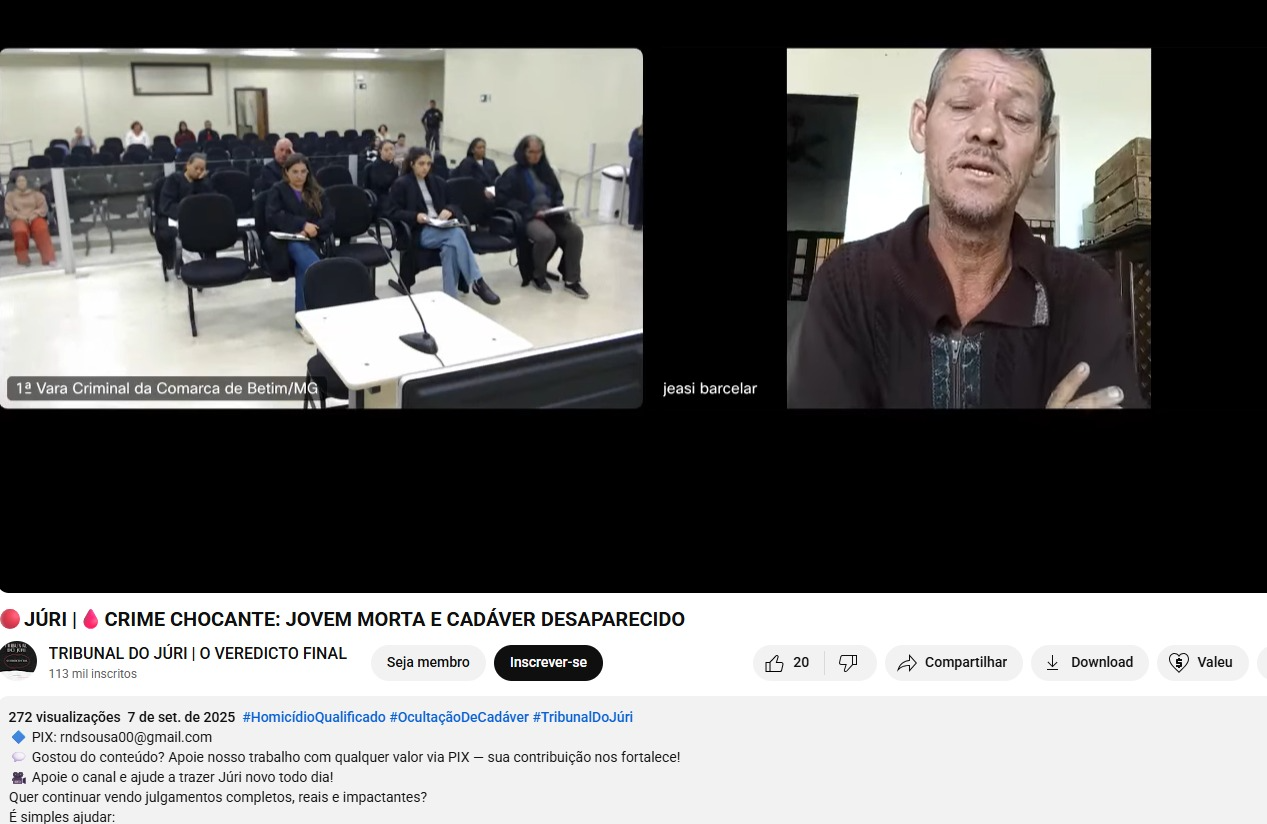 1ª Vara Criminal da Comarca de Betim/MG
jeasi barcelar
🔴 JÚRI | 🩸 CRIME CHOCANTE: JOVEM MORTA E CADÁVER DESAPARECIDO
TRIBUNAL DO JÚRI | O VEREDICTO FINAL
113 mil inscritos
Seja membro
Inscrever-se
20
Compartilhar
Download
Valeu
272 visualizações 7 de set. de 2025 #HomicídioQualificado #OcultaçãoDeCadáver #TribunalDoJúri
🔷 PIX: rndsousa00@gmail.com
💬 Gostou do conteúdo? Apoie nosso trabalho com qualquer valor via PIX — sua contribuição nos fortalece!
🎥 Apoie o canal e ajude a trazer Júri novo todo dia!
Quer continuar vendo julgamentos completos, reais e impactantes?
É simples ajudar: